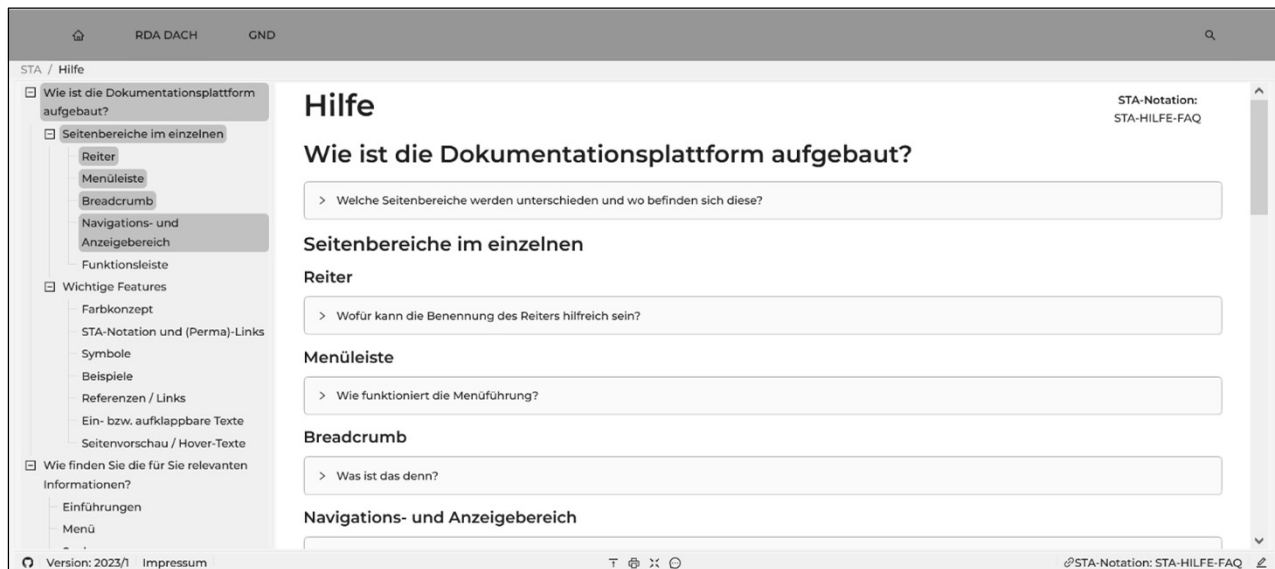 RDA DACH GND
STA / Hilfe
Wie ist die Dokumentationsplattform
aufgebaut?
Seitenbereiche im einzelnen
Reiter
Menüleiste
Breadcrumb
Navigations- und
Anzeigebereich
Funktionsleiste
Wichtige Features
Farbkonzept
STA-Notation und (Perma)-Links
Symbole
Beispiele
Referenzen / Links
Ein- bzw. aufklappbare Texte
Seitenvorschau / Hover-Texte
Wie finden Sie die für Sie relevanten
Informationen?
Einführungen
Menü
Hilfe
STA-Notation:
STA-HILFE-FAQ
Wie ist die Dokumentationsplattform aufgebaut?
Welche Seitenbereiche werden unterschieden und wo befinden sich diese?
Seitenbereiche im einzelnen
Reiter
Wofür kann die Benennung des Reiters hilfreich sein?
Menüleiste
Wie funktioniert die Menüführung?
Breadcrumb
Was ist das denn?
Navigations- und Anzeigebereich
Version: 2023/1 Impressum
STA-Notation: STA-HILFE-FAQ